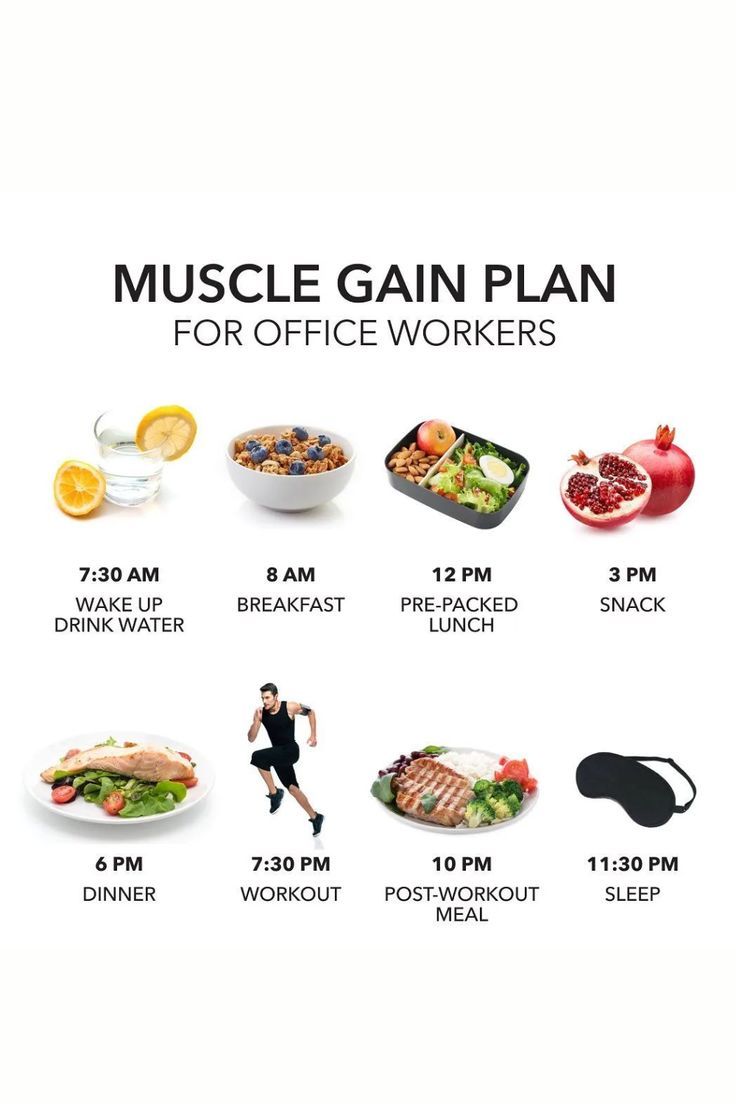 MUSCLE GAIN PLAN
FOR OFFICE WORKERS
7:30 AM
WAKE UP
DRINK WATER
8 AM
BREAKFAST
12 PM
PRE-PACKED
LUNCH
3 PM
SNACK
6 PM
DINNER
7:30 PM
WORKOUT
10 PM
POST-WORKOUT
MEAL
11:30 PM
SLEEP